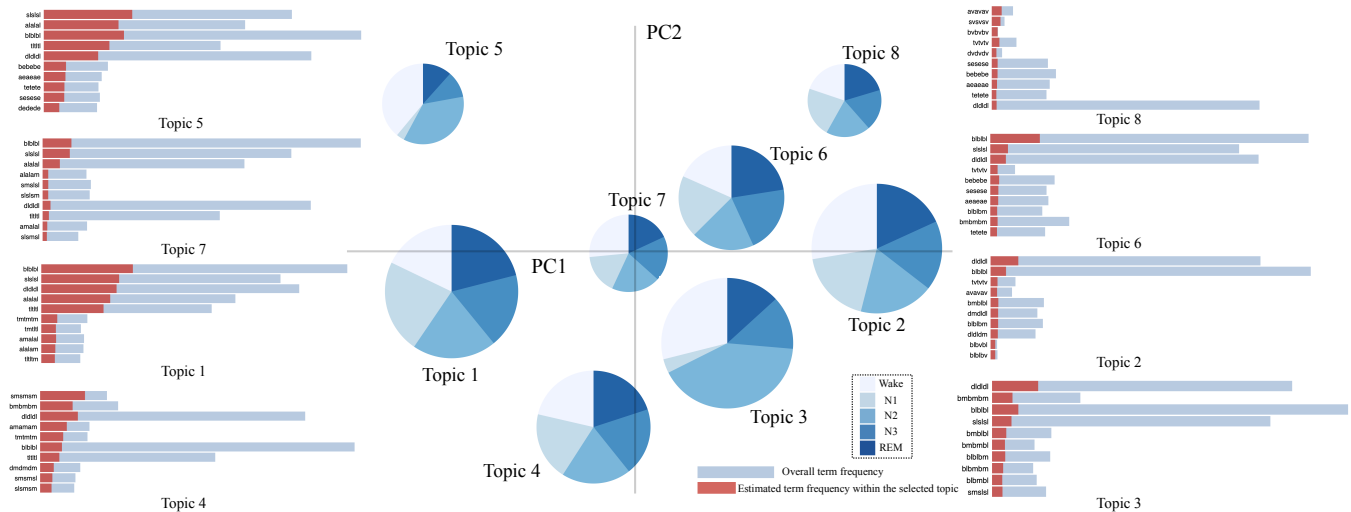 slslsl
alalal
blblbl
tltltl
dldldl
bebebe
aeaeae
tetete
sesese
dedede
Topic 5
blblbl
slslsl
alalal
alalam
smslsl
slslsm
dldldl
tltltl
amalal
slsmsl
Topic 7
blblbl
slslsl
dldldl
alalal
tltltl
tmtmtm
tmtltl
amalal
alalam
tltltm
Topic 1
smsmsm
bmbmbm
dldldl
amamam
tmtmtm
blblbl
tltltl
dmdmdm
smsmsl
slsmsm
Topic 4
PC2
PC1
Topic 5
Topic 8
Topic 6
Topic 7
Topic 2
Topic 1
Topic 3
Topic 4
Wake
N1
N2
N3
REM
Overall term frequency
Estimated term frequency within the selected topic
avavav
svsvsv
bvbvbv
tvtvtv
dvdvdv
sesese
bebebe
aeaeae
tetete
dldldl
Topic 8
blblbl
slslsl
dldldl
tvtvtv
bebebe
sesese
aeaeae
blblbm
bmbmbm
tetete
Topic 6
dldldl
blblbl
tvtvtv
avavav
bmblbl
dmdldl
blblbm
dldldm
blbvbl
blblbv
Topic 2
dldldl
bmbmbm
blblbl
slslsl
bmblbl
bmbmbl
blblbm
blbmbm
blbmbl
smslsl
Topic 3